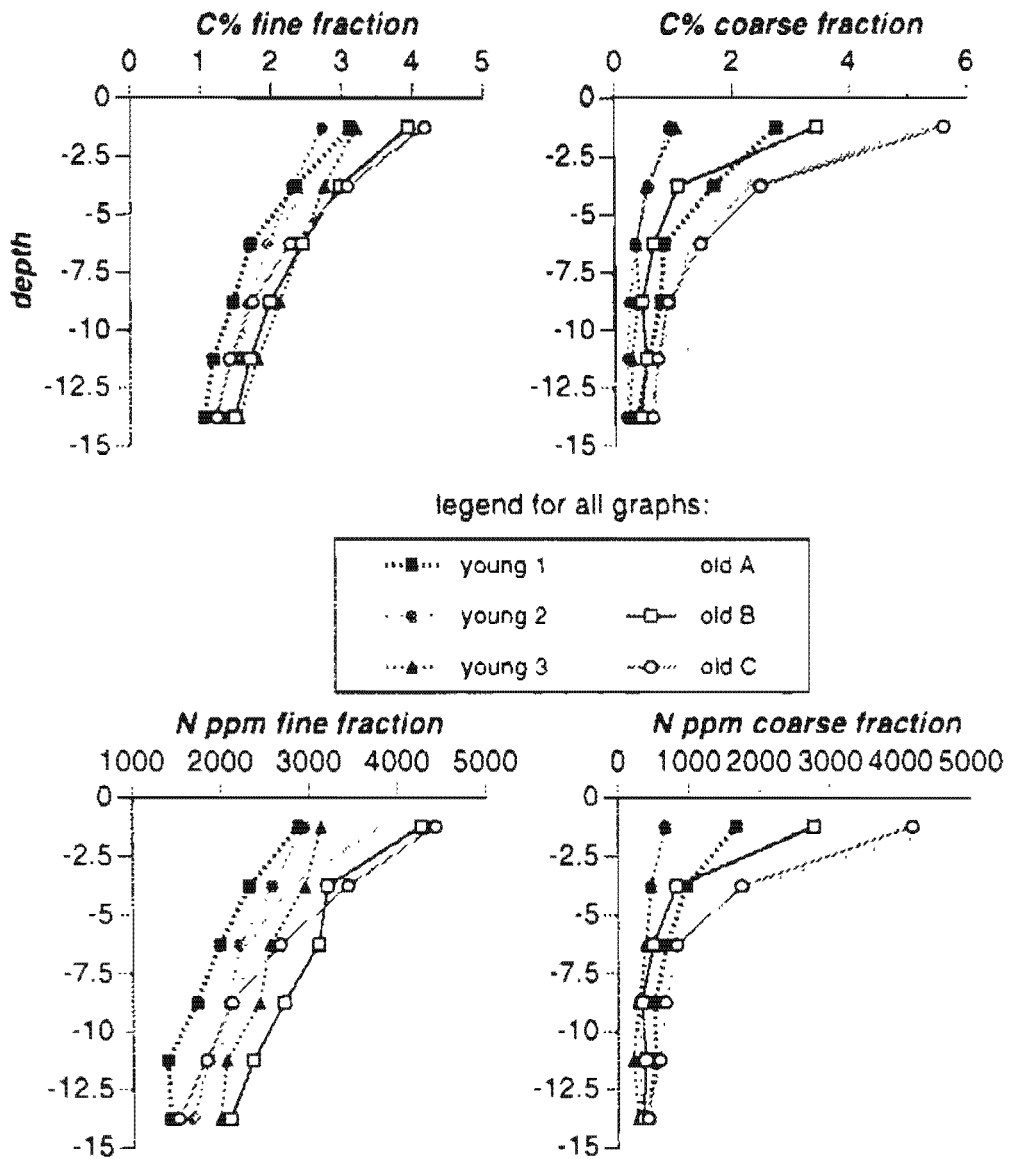 C% fine fraction
0 1 2 3 4 5
0
-2.5
-5
-7.5
-10
-12.5
-15
depth
C% coarse fraction
0 2 4 6
0
-2.5
-5
-7.5
-10
-12.5
-15
legend for all graphs:
young 1 old A
young 2 old B
young 3 old C
N ppm fine fraction
1000 2000 3000 4000 5000
0
-2.5
-5
-7.5
-10
-12.5
-15
N ppm coarse fraction
0 1000 2000 3000 4000 5000
0
-2.5
-5
-7.5
-10
-12.5
-15